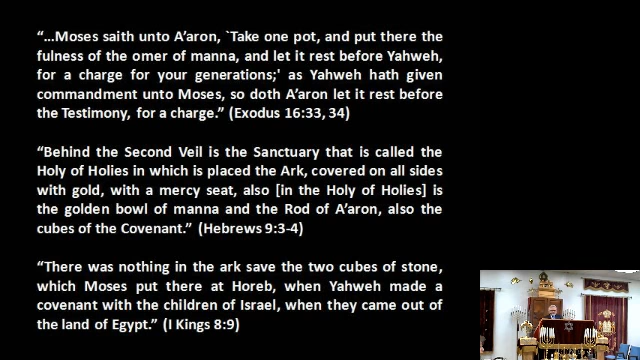 “…Moses saith unto A’aron, `Take one pot, and put there the
fulness of the omer of manna, and let it rest before Yahweh,
for a charge for your generations;' as Yahweh hath given
commandment unto Moses, so doth A’aron let it rest before
the Testimony, for a charge.” (Exodus 16:33, 34)
“Behind the Second Veil is the Sanctuary that is called the
Holy of Holies in which is placed the Ark, covered on all sides
with gold, with a mercy seat, also [in the Holy of Holies] is
the golden bowl of manna and the Rod of A’aron, also the
cubes of the Covenant.” (Hebrews 9:3-4)
“There was nothing in the ark save the two cubes of stone,
which Moses put there at Horeb, when Yahweh made a
covenant with the children of Israel, when they came out of
the land of Egypt.” (I Kings 8:9)